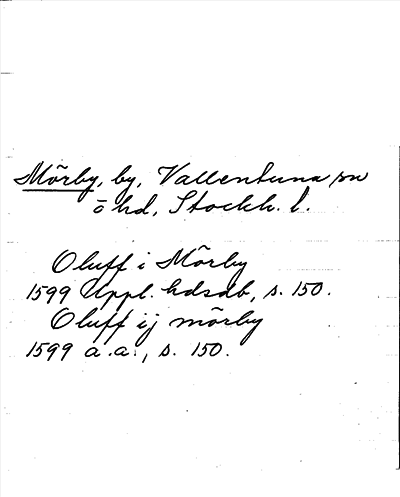 Mörby, by, Vallentuna sn
ö hd, Stockh. l.
Oluff i Mörby
1599 Uppl. hdsdb, s. 150.
Oluff ij mörby
1599 a.a., s. 150.